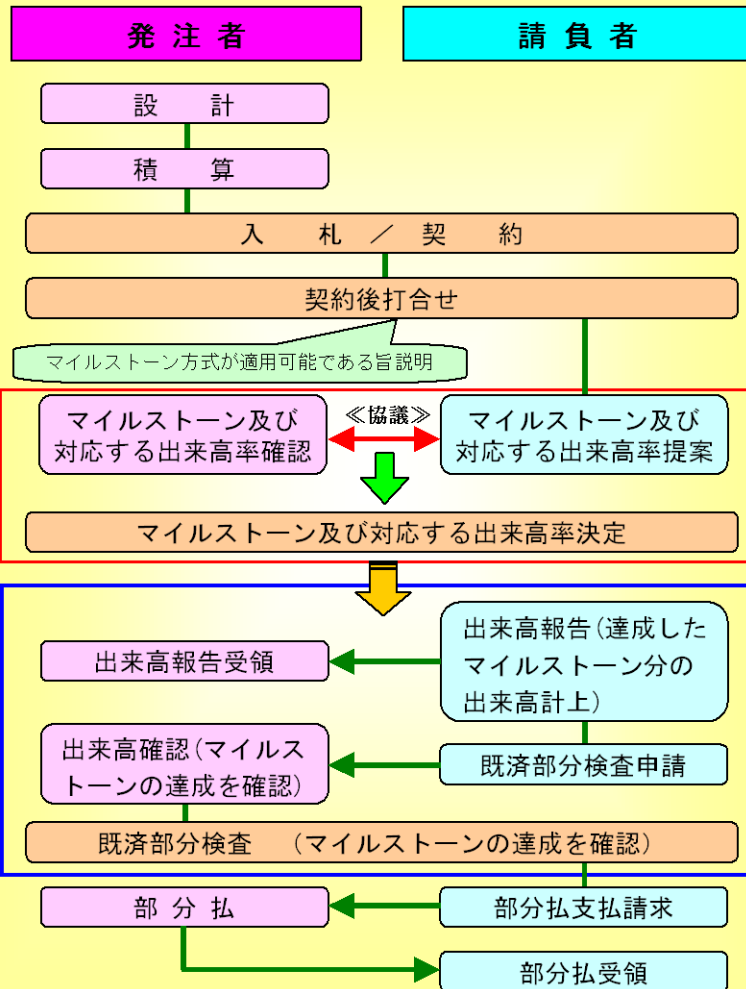 発注者
請負者
設　計
積　算
入　札　／　契　約
契約後打合せ
マイルストーン方式が適用可能である旨説明
マイルストーン及び
対応する出来高率確認
≪協議≫
マイルストーン及び
対応する出来高率提案
マイルストーン及び対応する出来高率決定
出来高報告(達成した
マイルストーン分の
出来高計上)
出来高報告受領
出来高確認(マイルス
トーンの達成を確認)
既済部分検査申請
既済部分検査　(マイルストーンの達成を確認)
部分払
部分払支払請求
部分払受領